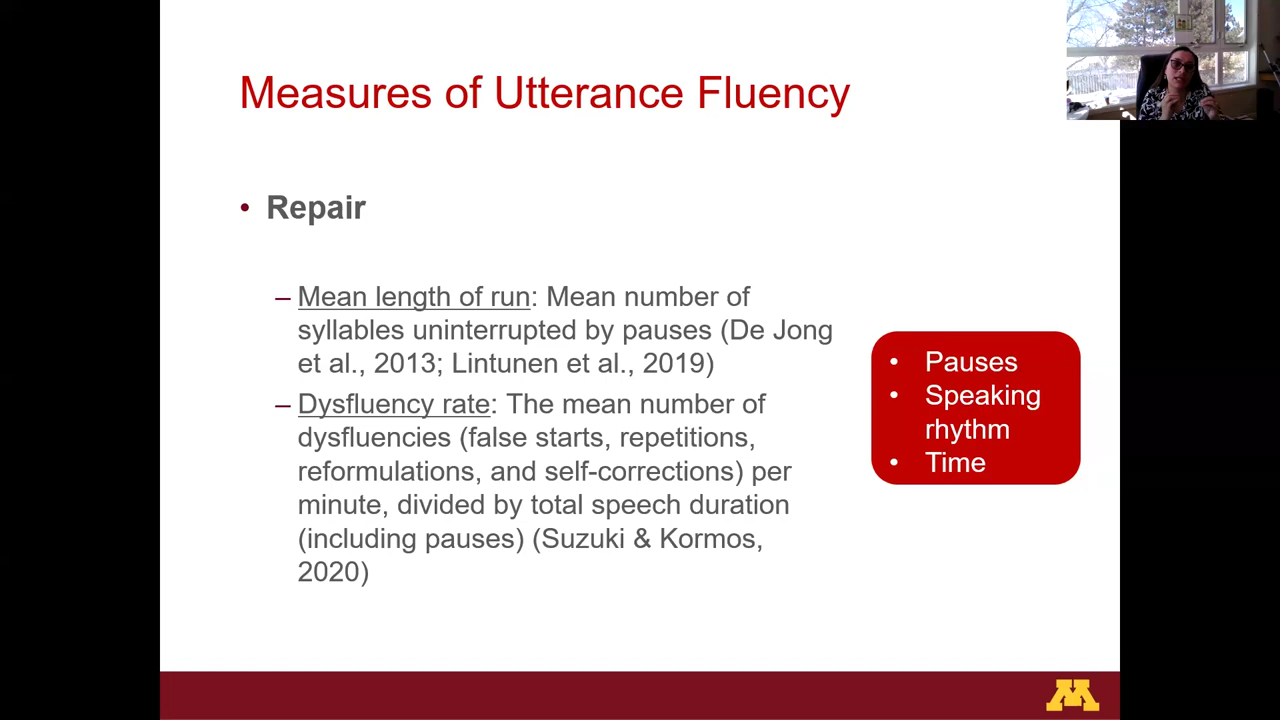 Measures of Utterance Fluency
• Repair
– Mean length of run: Mean number of
syllables uninterrupted by pauses (De Jong
et al., 2013; Lintunen et al., 2019)
– Dysfluency rate: The mean number of
dysfluencies (false starts, repetitions,
reformulations, and self-corrections) per
minute, divided by total speech duration
(including pauses) (Suzuki & Kormos,
2020)
• Pauses
• Speaking
rhythm
• Time
M